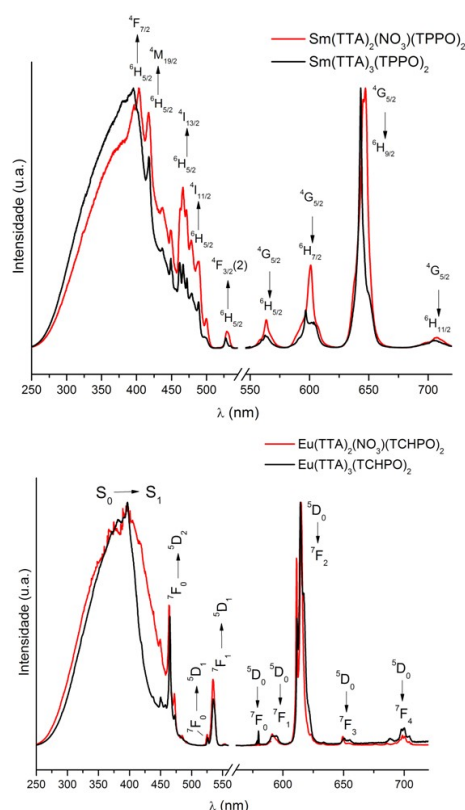 Sm(TTA)₂(NO₃)(TPPO)₂
Sm(TTA)₃(TPPO)₂
⁴F₇/₂
⁶H₅/₂
⁴M₁₉/₂
⁶H₅/₂
⁴I₁₃/₂
⁶H₅/₂
⁴I₁₁/₂
⁶H₅/₂
⁴F₃/₂(2)
⁶H₅/₂
⁴G₅/₂
⁶H₅/₂
⁴G₅/₂
⁶H₇/₂
⁴G₅/₂
⁶H₉/₂
⁴G₅/₂
⁶H₁₁/₂
Intensidade (u.a.)
250 300 350 400 450 500 550 600 650 700
λ (nm)
Eu(TTA)₂(NO₃)(TCHPO)₂
Eu(TTA)₃(TCHPO)₂
S₀ S₁
⁵D₂
⁷F₀
⁵D₁
⁷F₀
⁵D₁
⁷F₁
⁵D₀
⁷F₀
⁵D₀
⁷F₁
⁵D₀
⁷F₂
⁵D₀
⁷F₃
⁵D₀
⁷F₄
Intensidade (u.a.)
250 300 350 400 450 500 550 600 650 700
λ (nm)